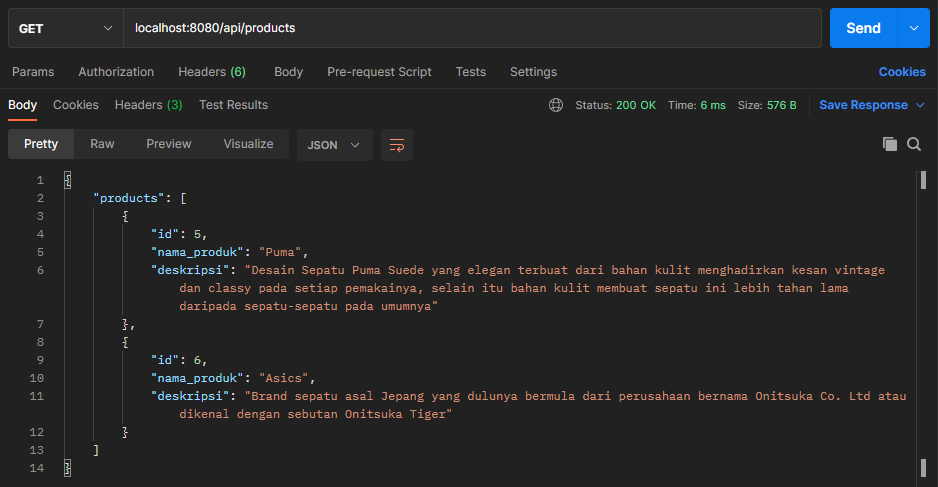 GET localhost:8080/api/products Send
Params Authorization Headers (6) Body Pre-request Script Tests Settings Cookies
Body Cookies Headers (3) Test Results Status: 200 OK Time: 6 ms Size: 576 B Save Response
Pretty Raw Preview Visualize JSON
1 {
2 "products": [
3 {
4 "id": 5,
5 "nama_produk": "Puma",
6 "deskripsi": "Desain Sepatu Puma Suede yang elegan terbuat dari bahan kulit menghadirkan kesan vintage
dan classy pada setiap pemakainya, selain itu bahan kulit membuat sepatu ini lebih tahan lama
daripada sepatu-sepatu pada umumnya"
7 },
8 {
9 "id": 6,
10 "nama_produk": "Asics",
11 "deskripsi": "Brand sepatu asal Jepang yang dulunya bermula dari perusahaan bernama Onitsuka Co. Ltd atau
dikenal dengan sebutan Onitsuka Tiger"
12 }
13 ]
14 }